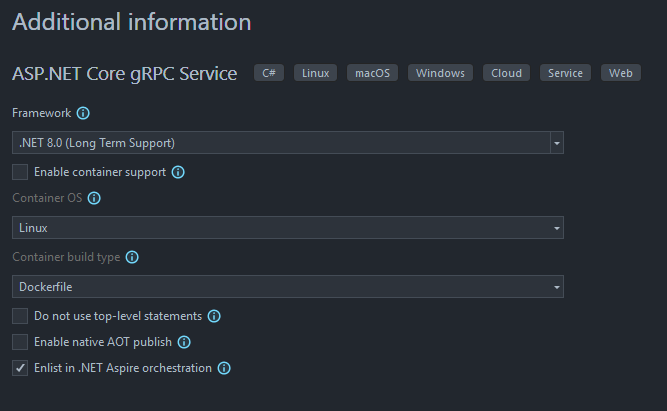 Additional information
ASP.NET Core gRPC Service C# Linux macOS Windows Cloud Service Web
Framework
.NET 8.0 (Long Term Support)
Enable container support
Container OS
Linux
Container build type
Dockerfile
Do not use top-level statements
Enable native AOT publish
Enlist in .NET Aspire orchestration